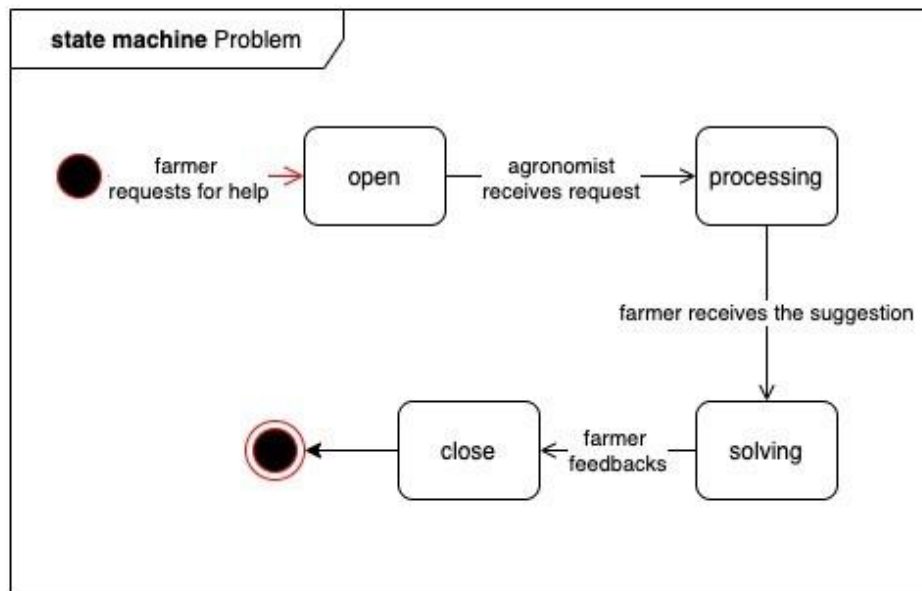 state machine Problem
farmer
requests for help
open
agronomist
receives request
processing
farmer receives the suggestion
close
farmer
feedbacks
solving